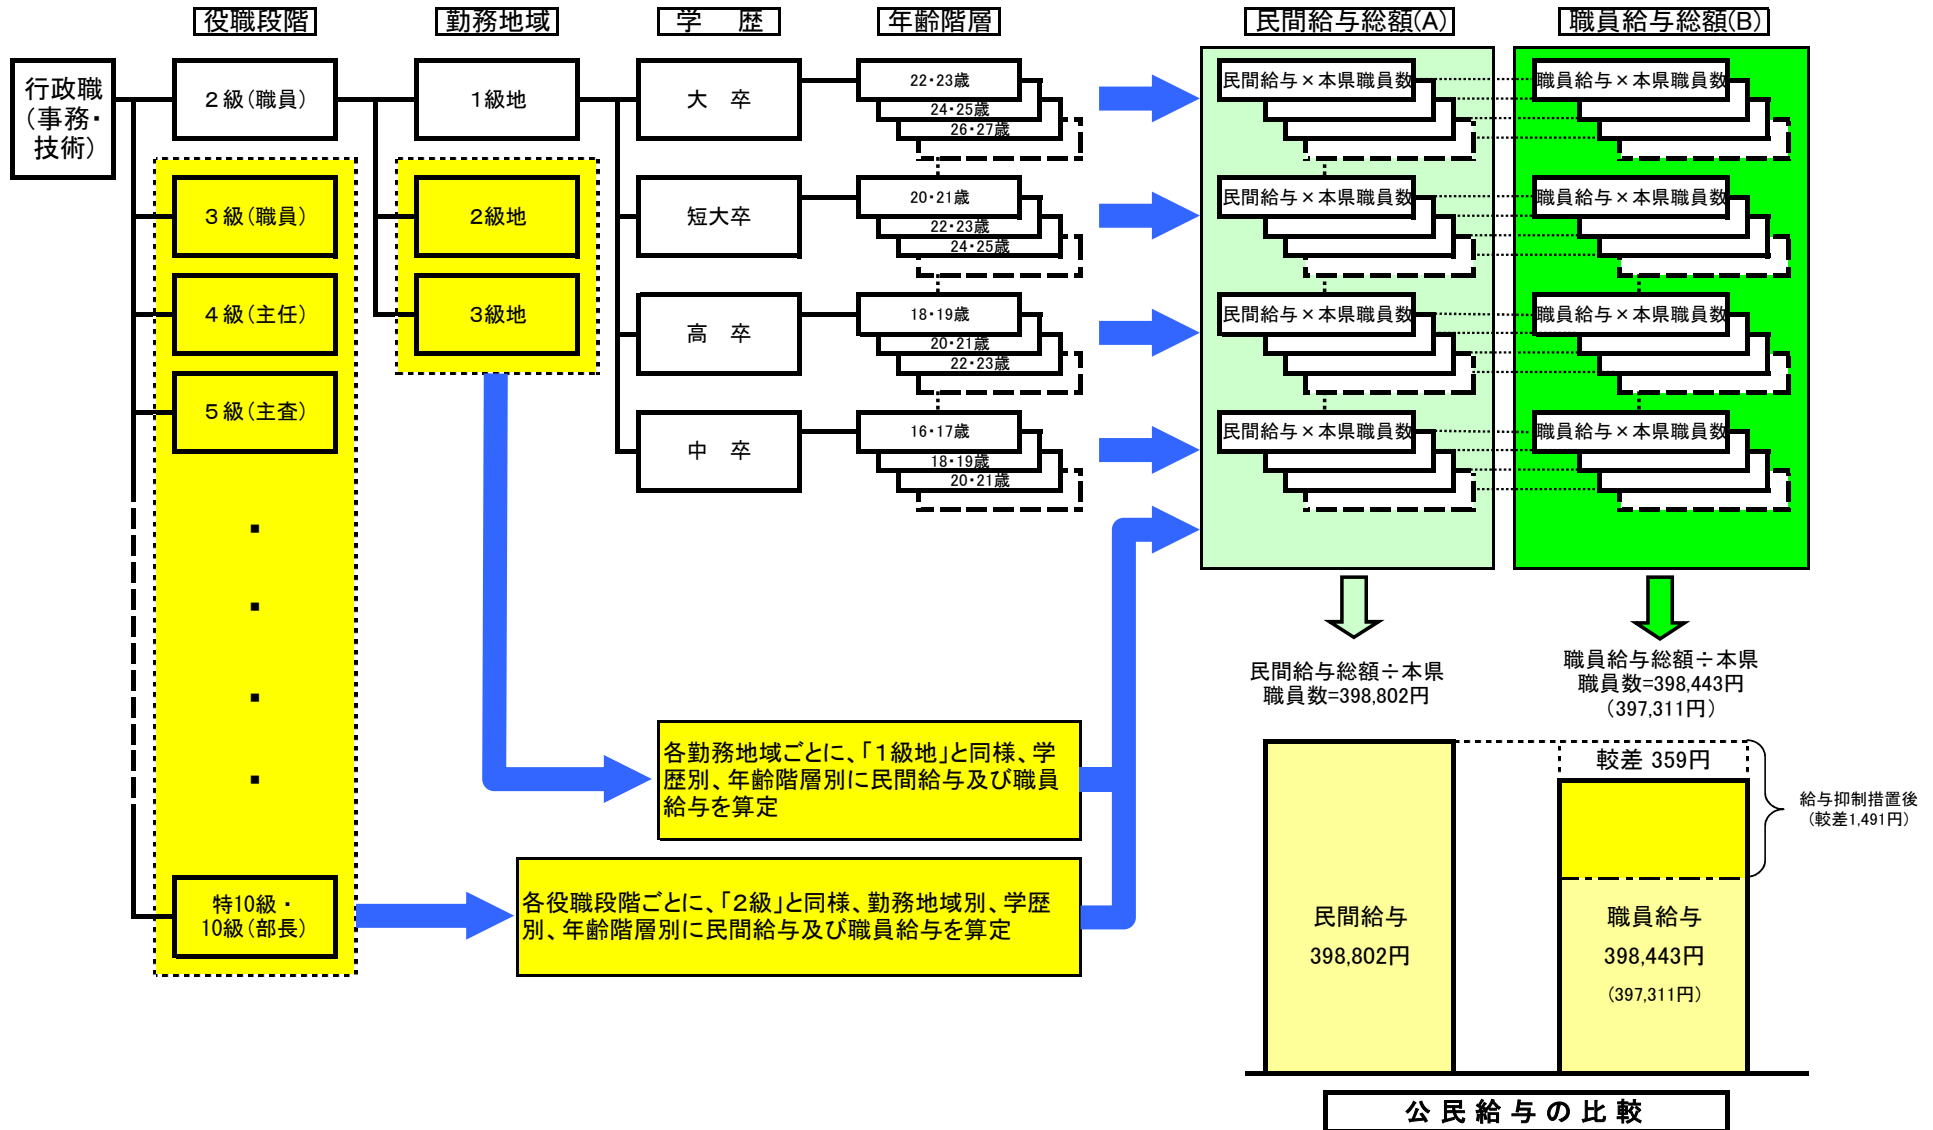 役職段階
勤務地域
学　歴
年齢階層
民間給与総額(A)
職員給与総額(B)
行政職
(事務・
技術)
２級(職員)
１級地
大　卒
22・23歳
24・25歳
26・27歳
民間給与×本県職員数
職員給与×本県職員数
３級(職員)
２級地
短大卒
20・21歳
22・23歳
24・25歳
民間給与×本県職員数
職員給与×本県職員数
４級(主任)
３級地
高　卒
18・19歳
20・21歳
22・23歳
民間給与×本県職員数
職員給与×本県職員数
５級(主査)
中　卒
16・17歳
18・19歳
20・21歳
民間給与×本県職員数
職員給与×本県職員数
・
・
・
・
特10級・
10級(部長)
各勤務地域ごとに、「１級地」と同様、学
歴別、年齢階層別に民間給与及び職員
給与を算定
各役職段階ごとに、「２級」と同様、勤務地域別、学歴
別、年齢階層別に民間給与及び職員給与を算定
民間給与総額÷本県
職員数=398,802円
職員給与総額÷本県
職員数=398,443円
(397,311円)
較差 359円
給与抑制措置後
(較差1,491円)
民間給与
398,802円
職員給与
398,443円
(397,311円)
公民給与の比較